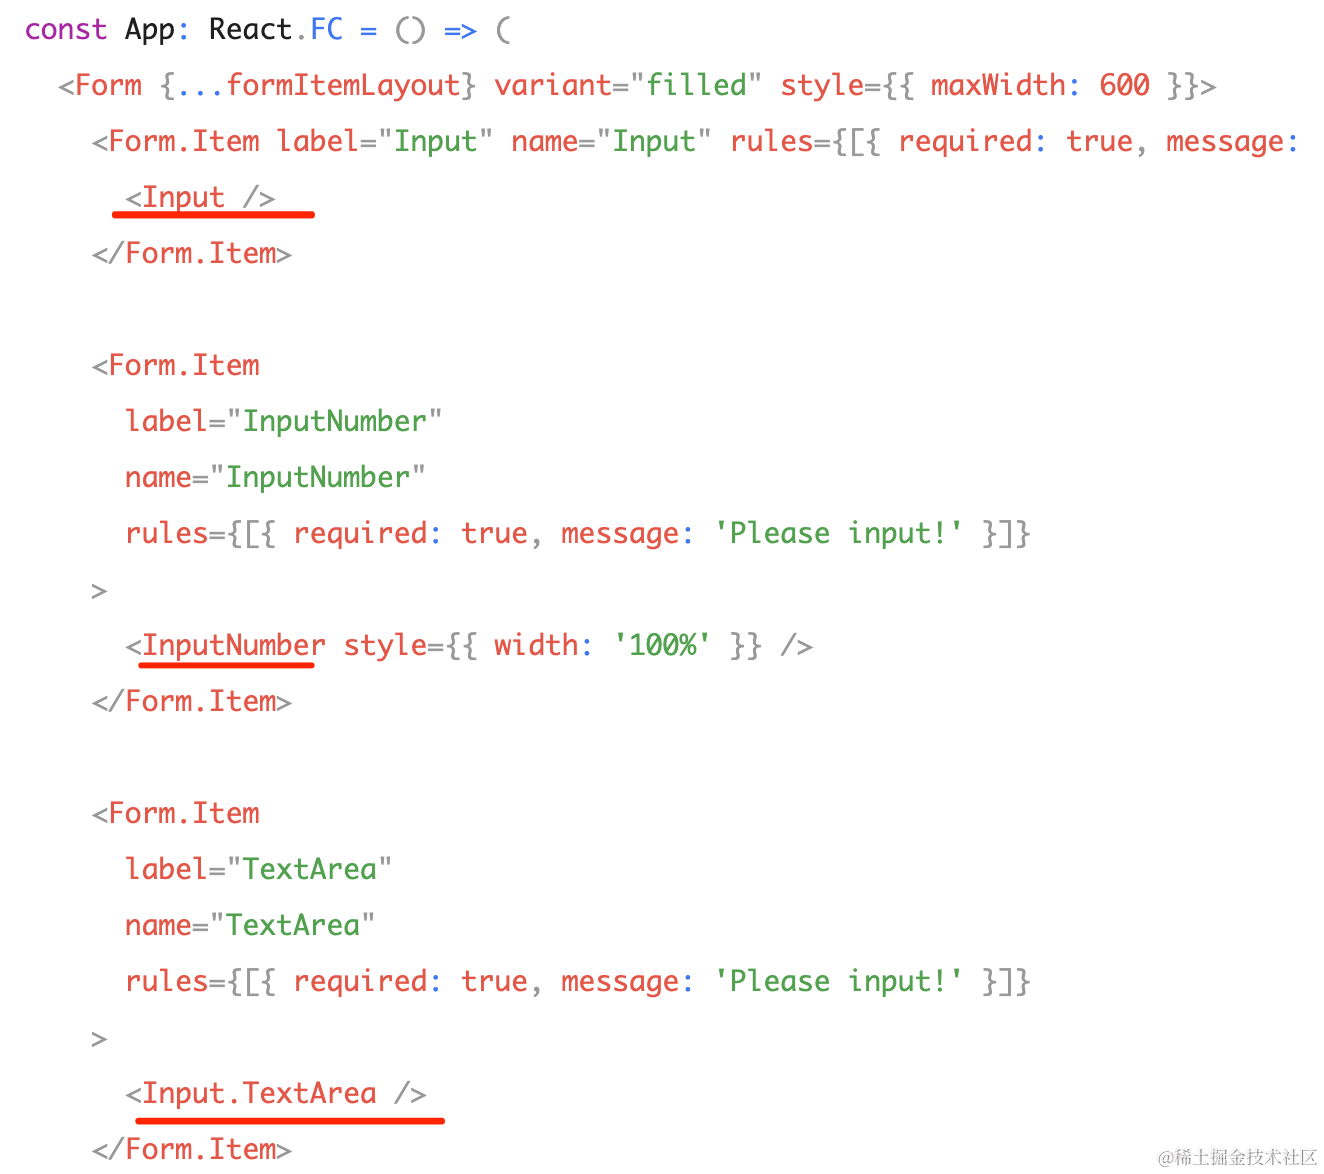 const App: React.FC = () => (
  <Form {...formItemLayout} variant="filled" style={{ maxWidth: 600 }}>
    <Form.Item label="Input" name="Input" rules={[{ required: true, message:
      <Input />
    </Form.Item>
    <Form.Item
      label="InputNumber"
      name="InputNumber"
      rules={[{ required: true, message: 'Please input!' }]}
    >
      <InputNumber style={{ width: '100%' }} />
    </Form.Item>
    <Form.Item
      label="TextArea"
      name="TextArea"
      rules={[{ required: true, message: 'Please input!' }]}
    >
      <Input.TextArea />
    </Form.Item>
@稀土掘金技术社区